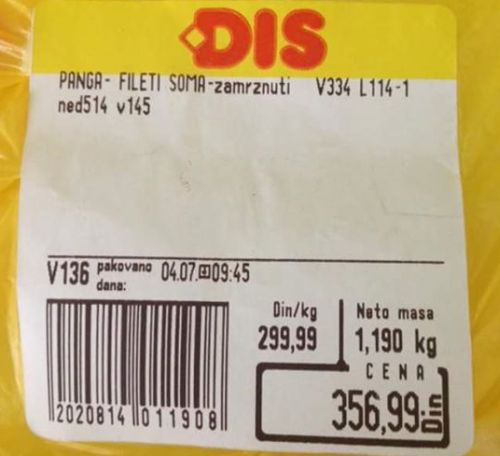 DIS
PANGA- FILETI SOMA-zamrznuti V334 L114-1
ned514 v145
V136 pakovano dana: 04.07. 09:45
Din/kg Neto masa
299,99 1,190 kg
CENA
356,99 Din
2020814 011908